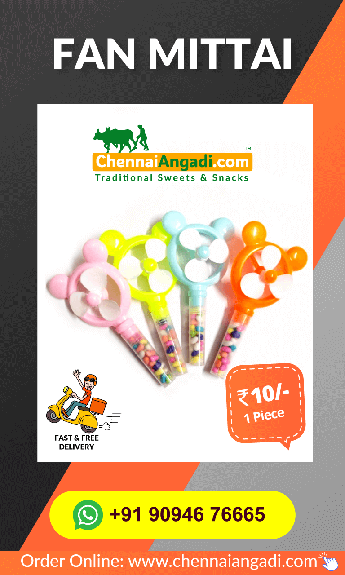 FAN MITTAI
ChennaiAngadi.com
Traditional Sweets & Snacks
₹10/-
1 Piece
FAST & FREE
DELIVERY
+91 90946 76665
Order Online: www.chennaiangadi.com